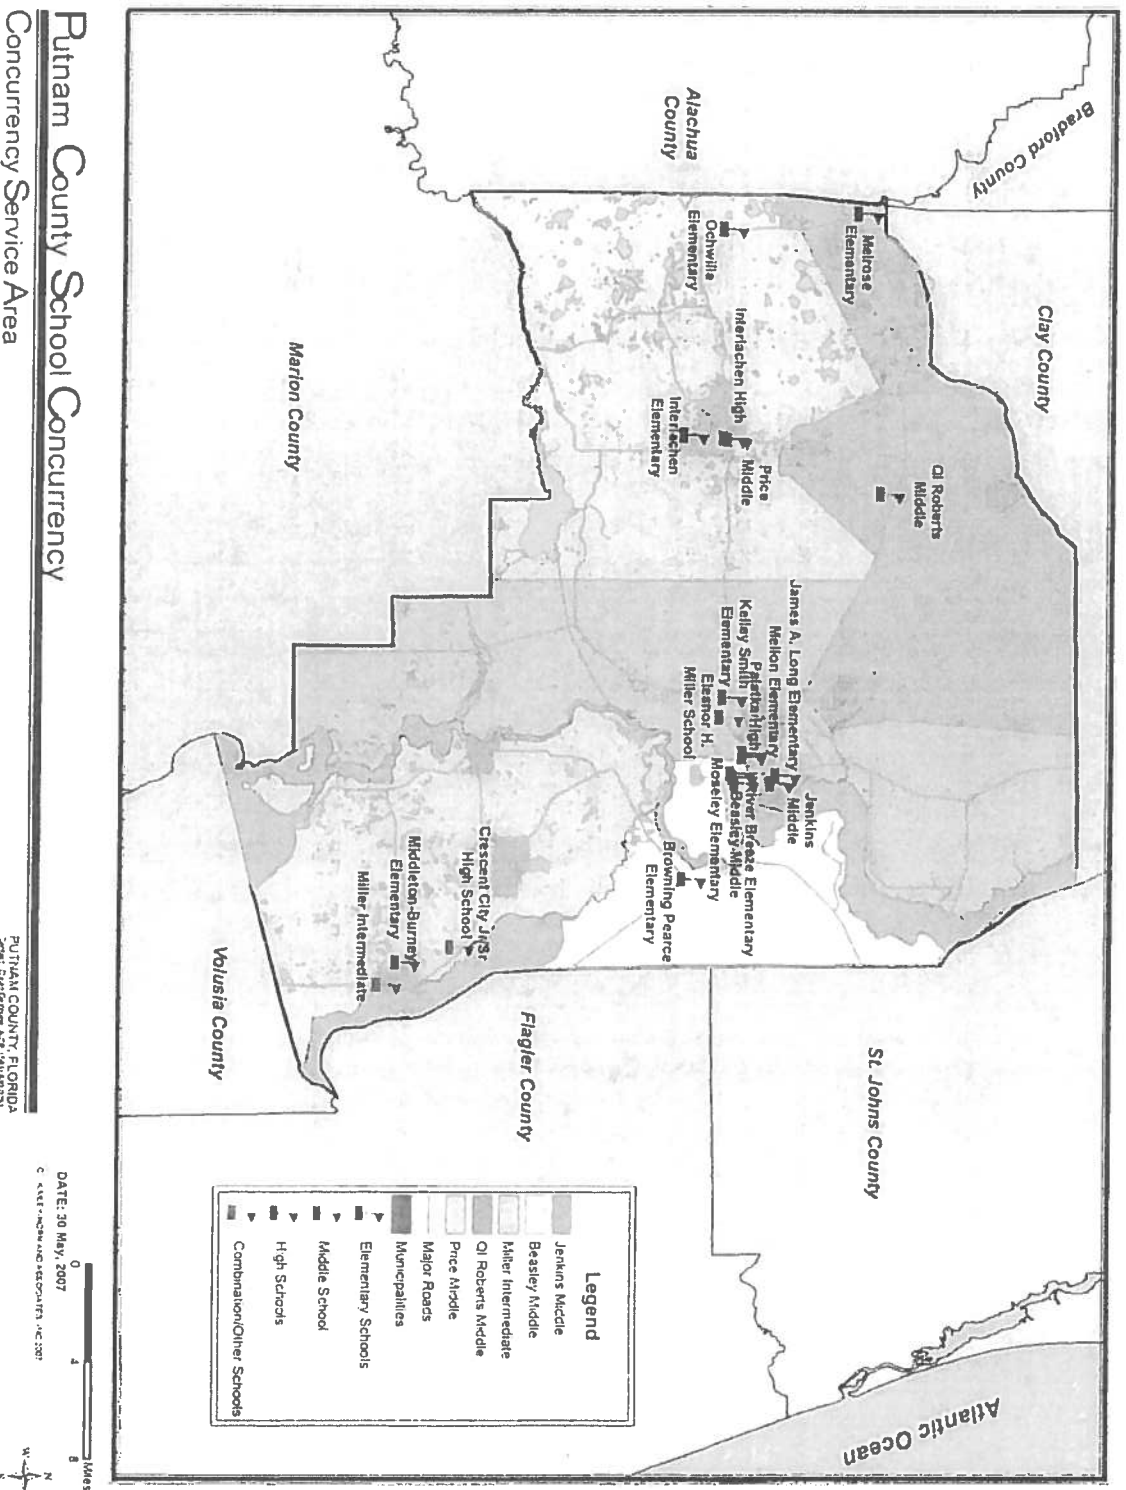 Putnam County School Concurrency
Concurrency Service Area
Bradford County
Alachua
County
Clay County
Marion County
St. Johns County
Flagler County
Volusia County
Atlantic Ocean
Melrose
Elementary
Ochwilla
Elementary
Interlachen High
Price
Middle
Interlachen
Elementary
QI Roberts
Middle
James A. Long Elementary
Mellon Elementary
Palatka High
Kelley Smith
Elementary
Eleanor H.
Miller School
Jenkins
Middle
River Breeze Elementary
Beasley Middle
Moseley Elementary
Browning Pearce
Elementary
Crescent City Jr/Sr
High School
Middleton-Burney
Elementary
Miller Intermediate
Legend
Jenkins Middle
Beasley Middle
Miller Intermediate
QI Roberts Middle
Price Middle
Major Roads
Municipalities
Elementary Schools
Middle School
High Schools
Combination/Other Schools
PUTNAM COUNTY, FLORIDA
DATE: 30 May, 2007
0 4 8
Miles
N
W